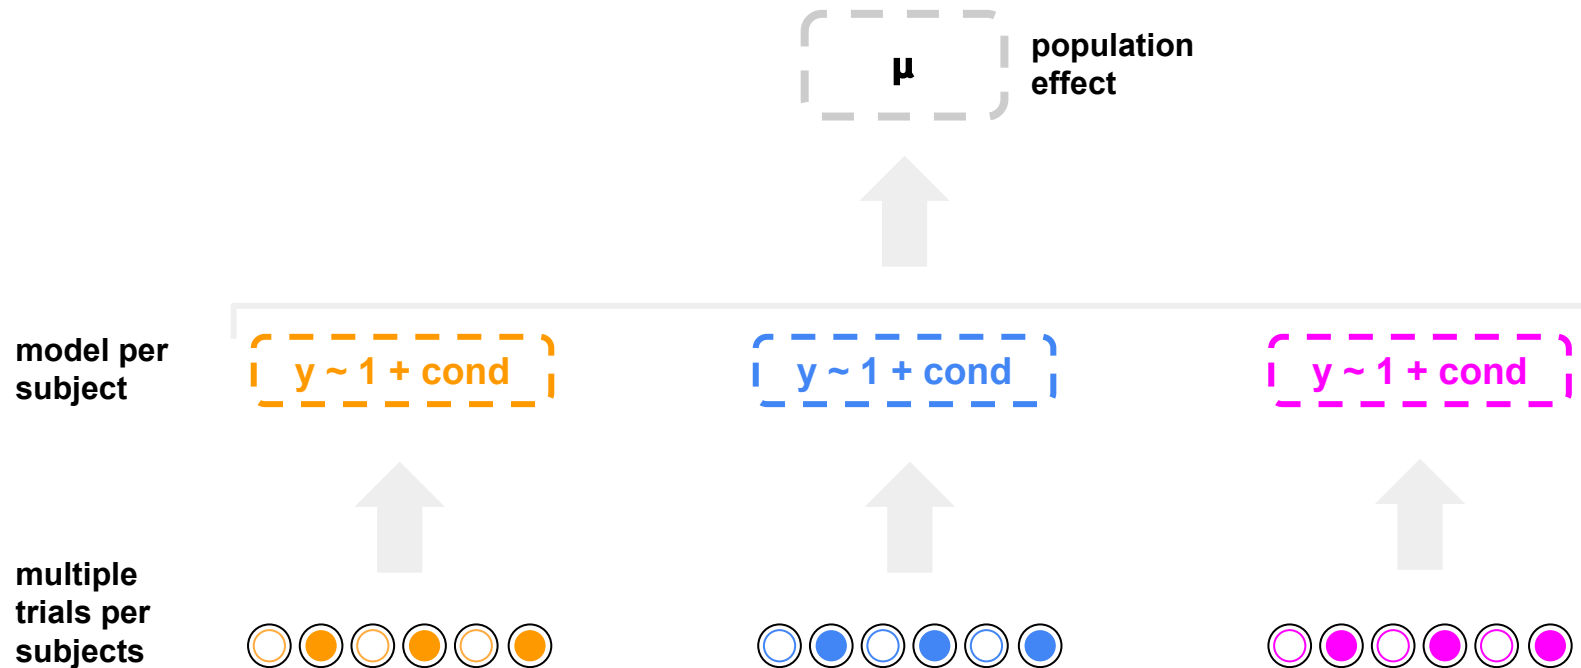 μ
population
effect
model per
subject
y ~ 1 + cond
y ~ 1 + cond
y ~ 1 + cond
multiple
trials per
subjects